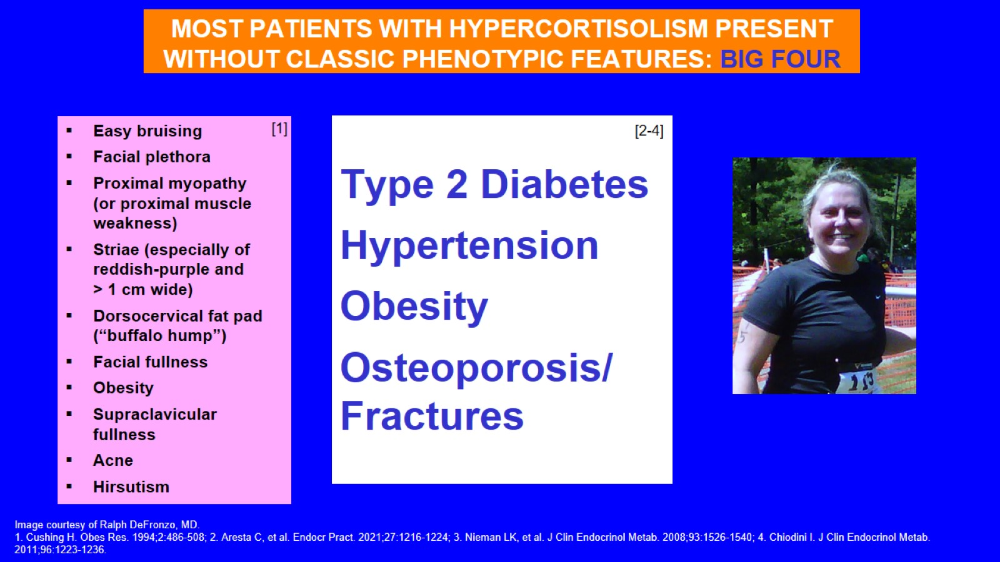 MOST PATIENTS WITH HYPERCORTISOLISM PRESENT
WITHOUT CLASSIC PHENOTYPIC FEATURES: BIG FOUR
[1]
▪ Easy bruising
▪ Facial plethora
▪ Proximal myopathy
(or proximal muscle
weakness)
▪ Striae (especially of
reddish-purple and
> 1 cm wide)
▪ Dorsocervical fat pad
(“buffalo hump”)
▪ Facial fullness
▪ Obesity
▪ Supraclavicular
fullness
▪ Acne
▪ Hirsutism
[2-4]
Type 2 Diabetes
Hypertension
Obesity
Osteoporosis/
Fractures
Image courtesy of Ralph DeFronzo, MD.
1. Cushing H. Obes Res. 1994;2:486-508; 2. Aresta C, et al. Endocr Pract. 2021;27:1216-1224; 3. Nieman LK, et al. J Clin Endocrinol Metab. 2008;93:1526-1540; 4. Chiodini I. J Clin Endocrinol Metab.
2011;96:1223-1236.